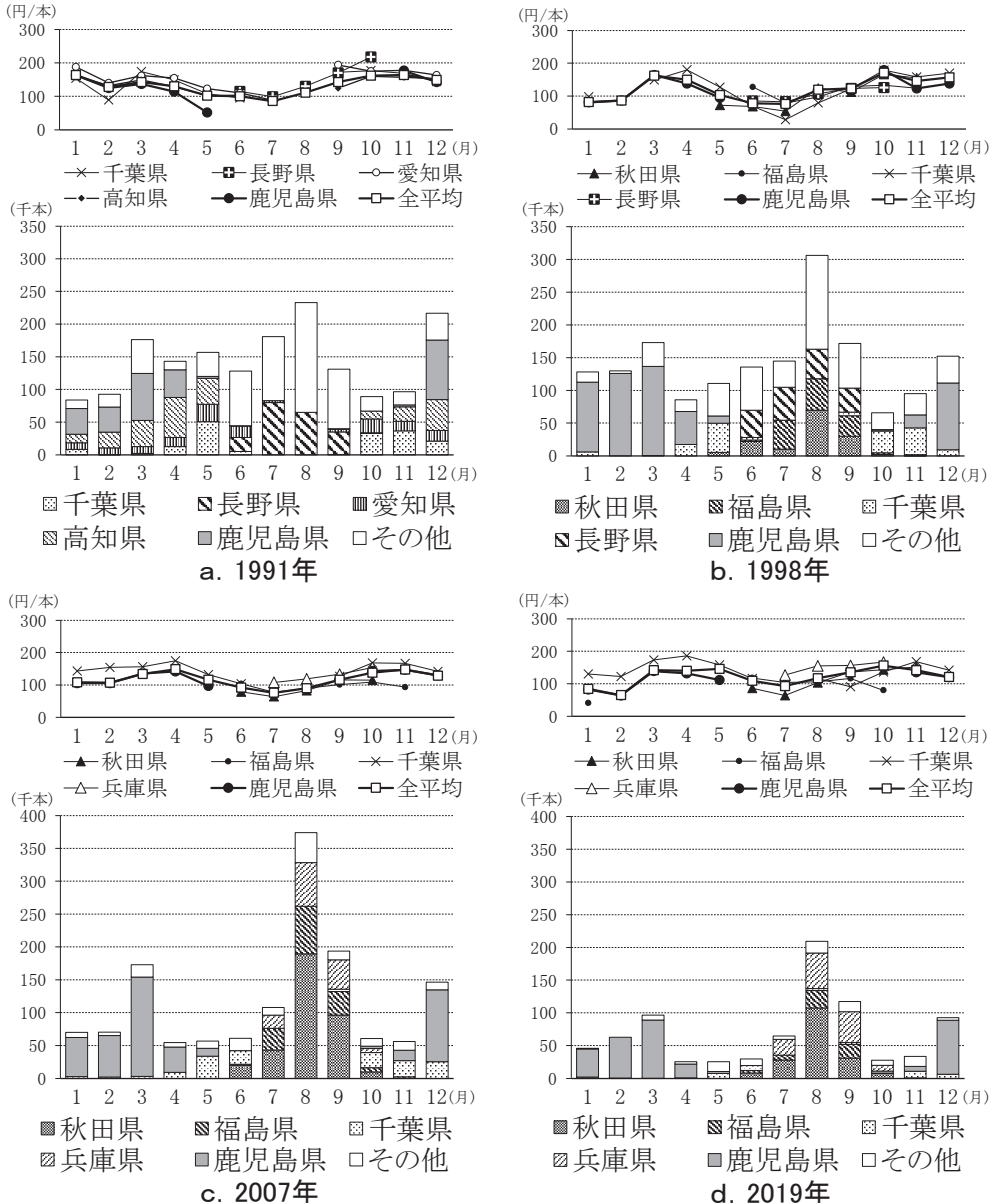 (円/本)
300
200
100
0
1 2 3 4 5 6 7 8 9 10 11 12 (月)
千葉県 長野県 愛知県
高知県 鹿児島県 全平均
(千本)
350
300
250
200
150
100
50
0
1 2 3 4 5 6 7 8 9 10 11 12 (月)
千葉県 長野県 愛知県
高知県 鹿児島県 その他
a. 1991年
(円/本)
300
200
100
0
1 2 3 4 5 6 7 8 9 10 11 12 (月)
秋田県 福島県 千葉県
長野県 鹿児島県 全平均
(千本)
350
300
250
200
150
100
50
0
1 2 3 4 5 6 7 8 9 10 11 12 (月)
秋田県 福島県 千葉県
長野県 鹿児島県 その他
b. 1998年
(円/本)
300
200
100
0
1 2 3 4 5 6 7 8 9 10 11 12 (月)
秋田県 福島県 千葉県
兵庫県 鹿児島県 全平均
(千本)
400
350
300
250
200
150
100
50
0
1 2 3 4 5 6 7 8 9 10 11 12 (月)
秋田県 福島県 千葉県
兵庫県 鹿児島県 その他
c. 2007年
(円/本)
300
200
100
0
1 2 3 4 5 6 7 8 9 10 11 12 (月)
秋田県 福島県 千葉県
兵庫県 鹿児島県 全平均
(千本)
400
350
300
250
200
150
100
50
0
1 2 3 4 5 6 7 8 9 10 11 12 (月)
秋田県 福島県 千葉県
兵庫県 鹿児島県 その他
d. 2019年